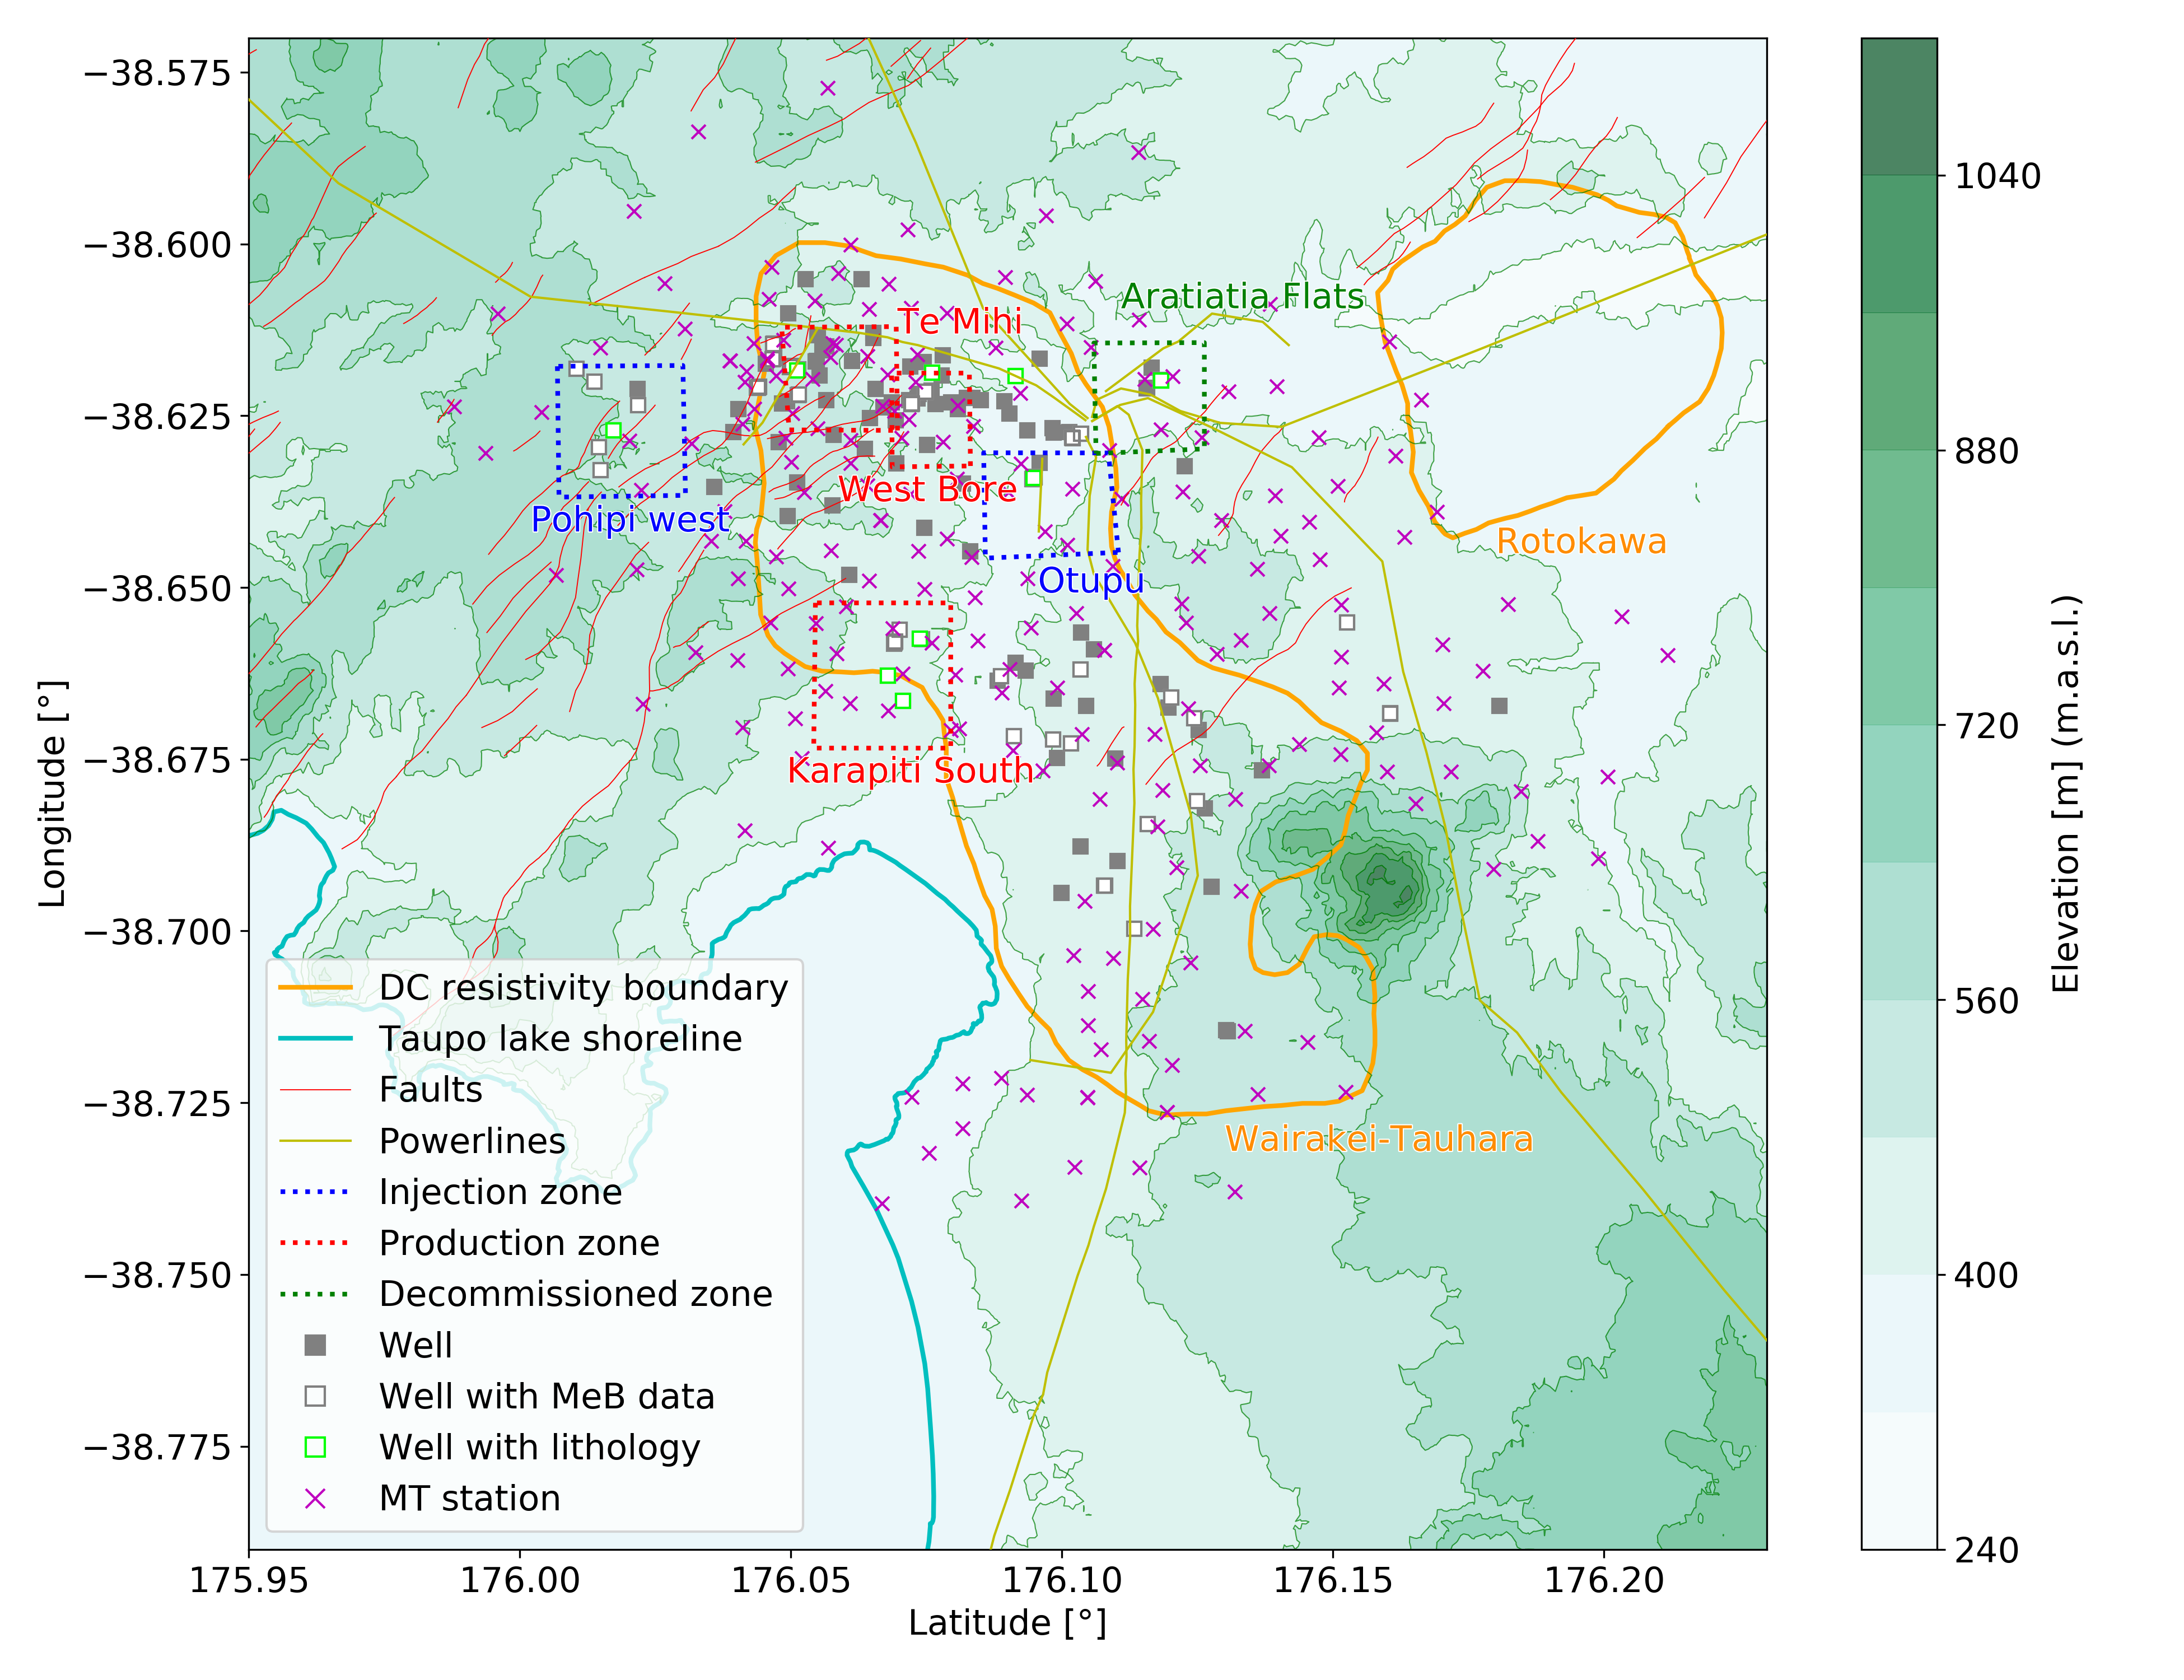 −38.575
−38.600
−38.625
−38.650
−38.675
−38.700
−38.725
−38.750
−38.775
Longitude [°]
175.95
176.00
176.05
176.10
176.15
176.20
Latitude [°]
Aratiatia Flats
Te Mihi
West Bore
Pohipi west
Otupu
Rotokawa
Karapiti South
Wairakei-Tauhara
DC resistivity boundary
Taupo lake shoreline
Faults
Powerlines
Injection zone
Production zone
Decommissioned zone
Well
Well with MeB data
Well with lithology
MT station
1040
880
720
560
400
240
Elevation [m] (m.a.s.l.)